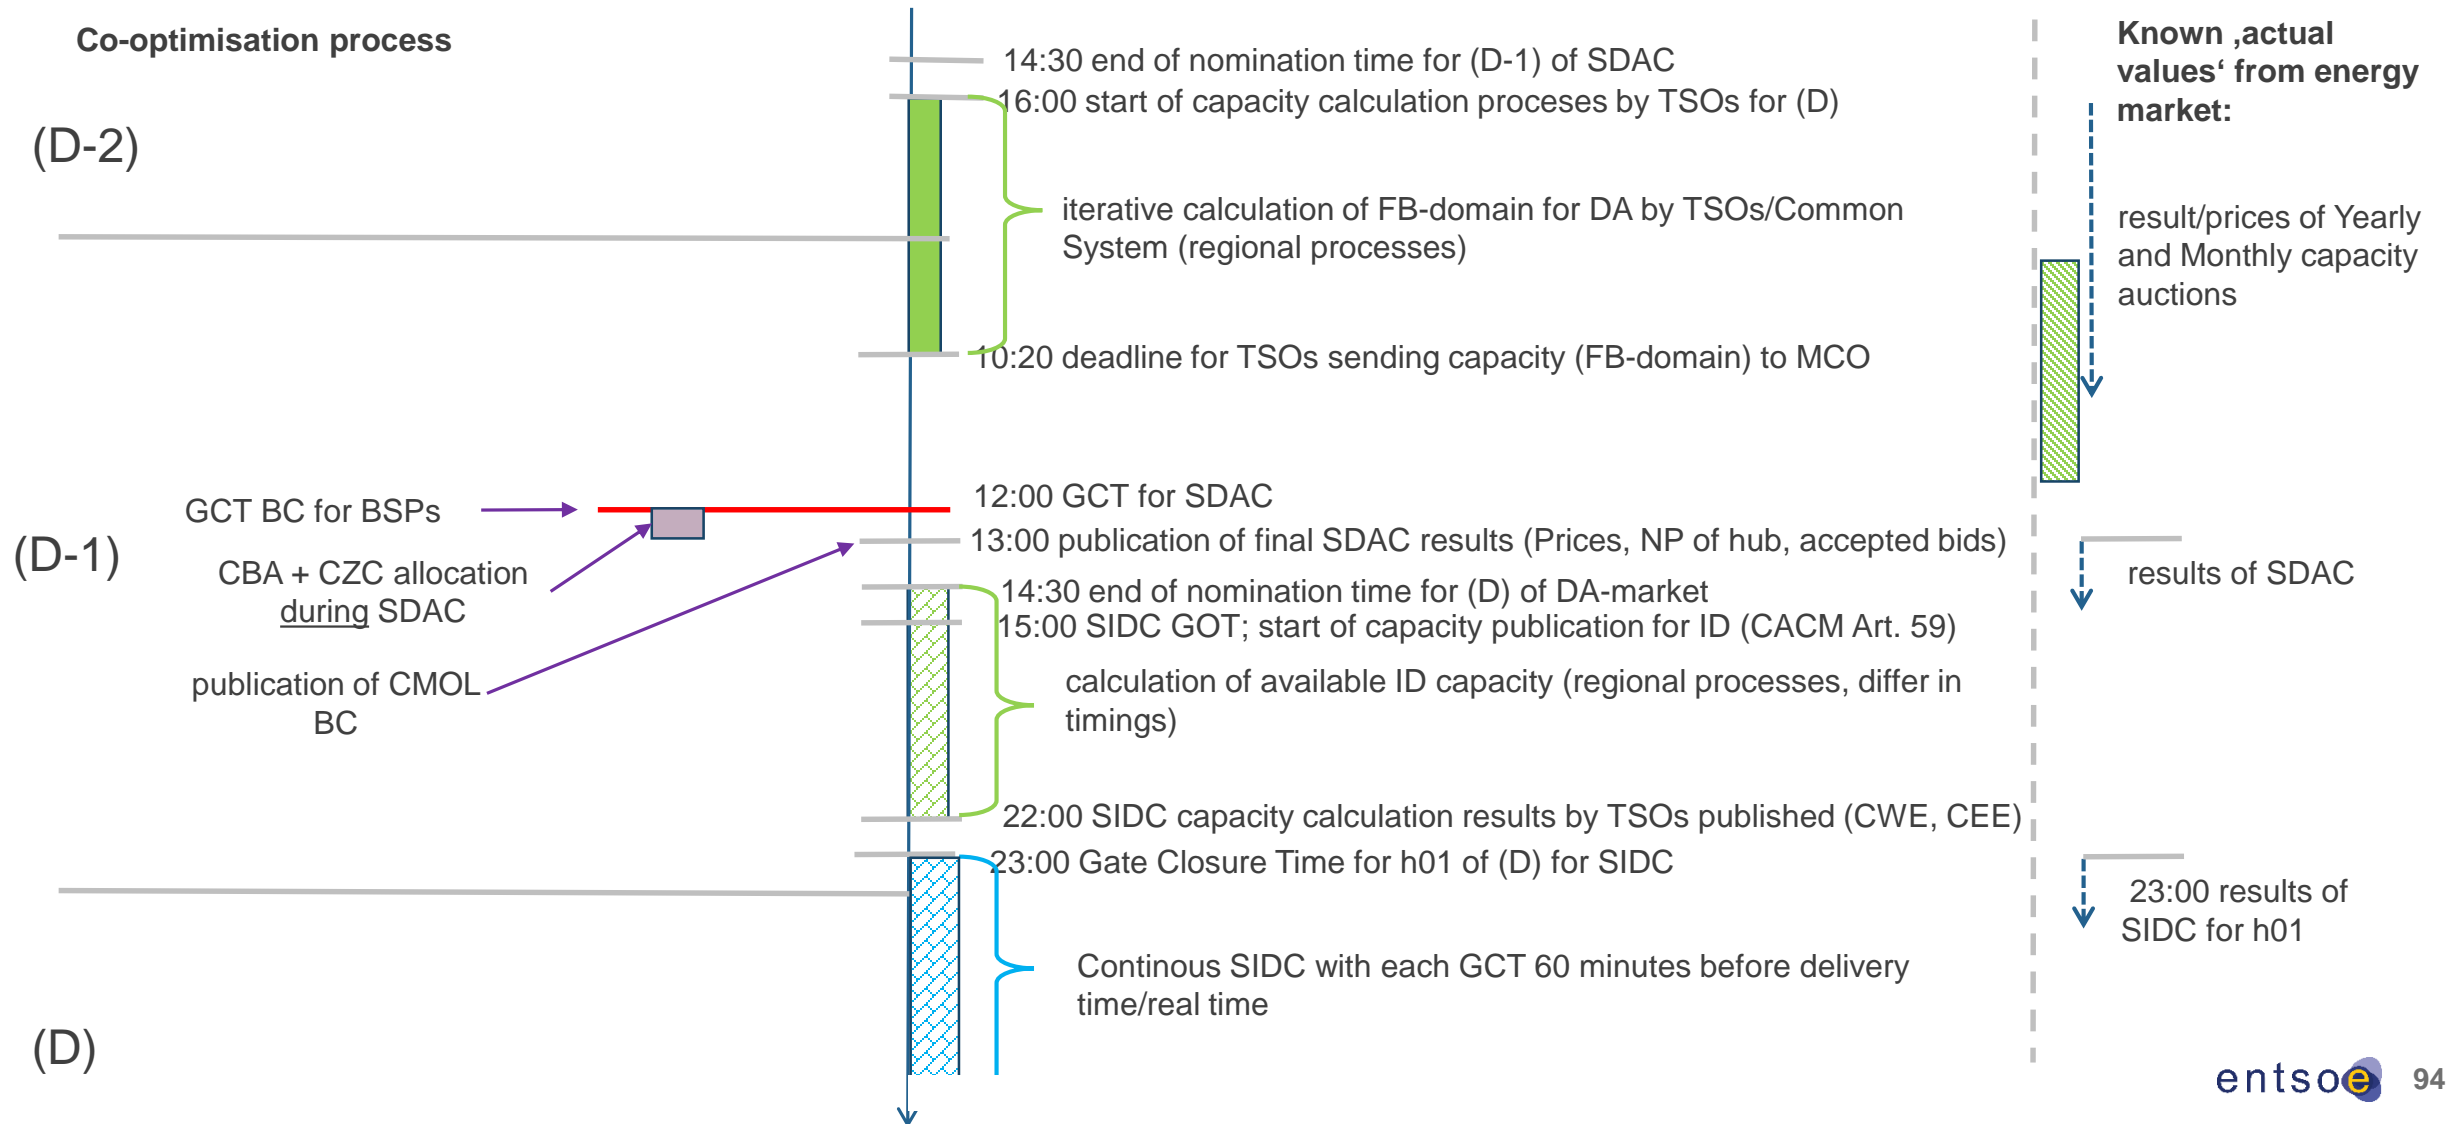 Co-optimisation process
(D-2)
14:30 end of nomination time for (D-1) of SDAC
16:00 start of capacity calculation proceses by TSOs for (D)
iterative calculation of FB-domain for DA by TSOs/Common
System (regional processes)
10:20 deadline for TSOs sending capacity (FB-domain) to MCO
(D-1)
GCT BC for BSPs
CBA + CZC allocation
during SDAC
publication of CMOL
BC
12:00 GCT for SDAC
13:00 publication of final SDAC results (Prices, NP of hub, accepted bids)
14:30 end of nomination time for (D) of DA-market
15:00 SIDC GOT; start of capacity publication for ID (CACM Art. 59)
calculation of available ID capacity (regional processes, differ in
timings)
22:00 SIDC capacity calculation results by TSOs published (CWE, CEE)
23:00 Gate Closure Time for h01 of (D) for SIDC
Continous SIDC with each GCT 60 minutes before delivery
time/real time
(D)
Known ‚actual
values‘ from energy
market:
result/prices of Yearly
and Monthly capacity
auctions
results of SDAC
23:00 results of
SIDC for h01
entsoe
94